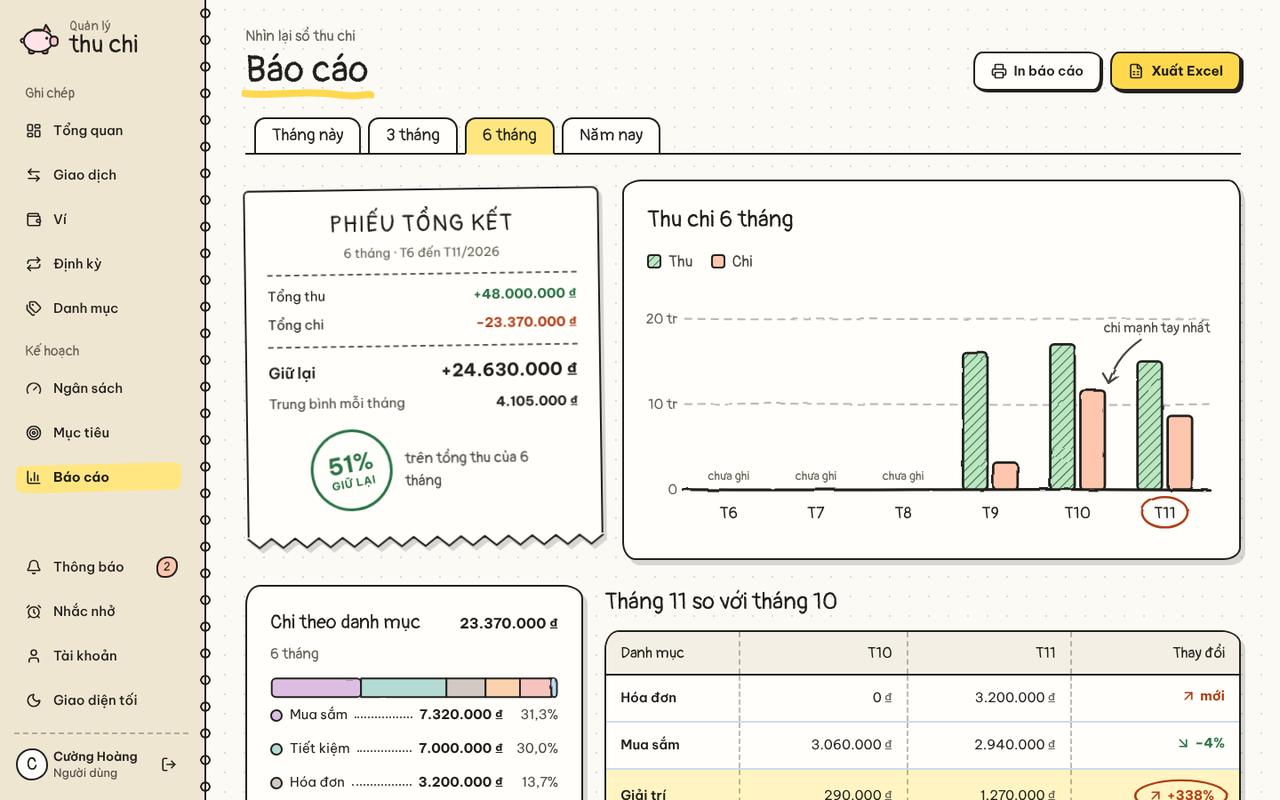 Quản lý
thu chi
Ghi chép
Tổng quan
Giao dịch
Ví
Định kỳ
Danh mục
Kế hoạch
Ngân sách
Mục tiêu
Báo cáo
Thông báo 2
Nhắc nhở
Tài khoản
Giao diện tối
C
Cường Hoàng
Người dùng
Nhìn lại sổ thu chi
Báo cáo
In báo cáo
Xuất Excel
Tháng này 3 tháng 6 tháng Năm nay
PHIẾU TỔNG KẾT
6 tháng · T6 đến T11/2026
Tổng thu +48.000.000 ₫
Tổng chi -23.370.000 ₫
Giữ lại +24.630.000 ₫
Trung bình mỗi tháng 4.105.000 ₫
51%
GIỮ LẠI
trên tổng thu của 6
tháng
Thu chi 6 tháng
Thu Chi
20 tr
chi mạnh tay nhất
10 tr
chưa ghi chưa ghi chưa ghi
0
T6 T7 T8 T9 T10 T11
Chi theo danh mục 23.370.000 ₫
6 tháng
Mua sắm 7.320.000 ₫ 31,3%
Tiết kiệm 7.000.000 ₫ 30,0%
Hóa đơn 3.200.000 ₫ 13,7%
Tháng 11 so với tháng 10
Danh mục T10 T11 Thay đổi
Hóa đơn 0 ₫ 3.200.000 ₫ mới
Mua sắm 3.060.000 ₫ 2.940.000 ₫ -4%
Giải trí 290.000 ₫ 1.270.000 ₫ +338%